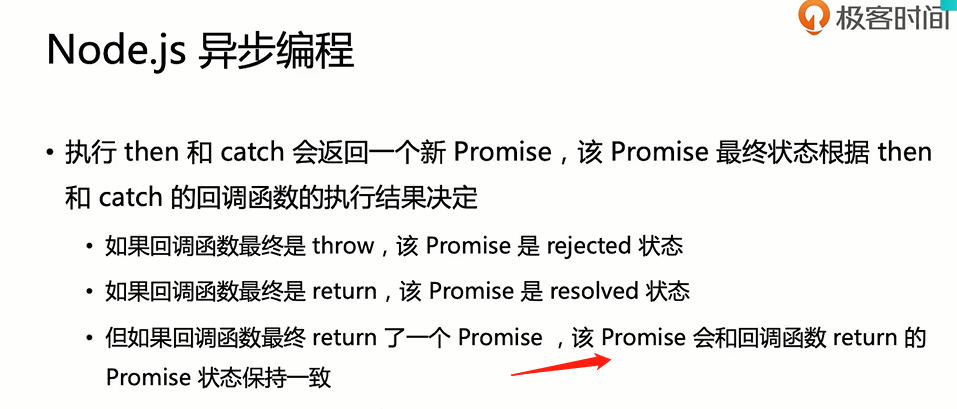 极客时间
Node.js 异步编程
• 执行 then 和 catch 会返回一个新 Promise，该 Promise 最终状态根据 then
和 catch 的回调函数的执行结果决定
• 如果回调函数最终是 throw，该 Promise 是 rejected 状态
• 如果回调函数最终是 return，该 Promise 是 resolved 状态
• 但如果回调函数最终 return 了一个 Promise ，该 Promise 会和回调函数 return 的
Promise 状态保持一致